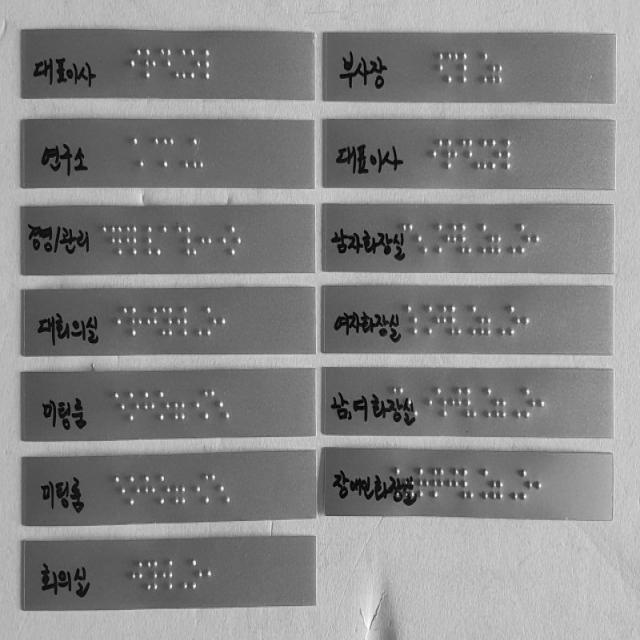 대표이사
연구소
경영/관리
대회의실
미팅룸
미팅룸
회의실
부사장
대표이사
남자화장실
여자화장실
남,여화장실
장애인화장실